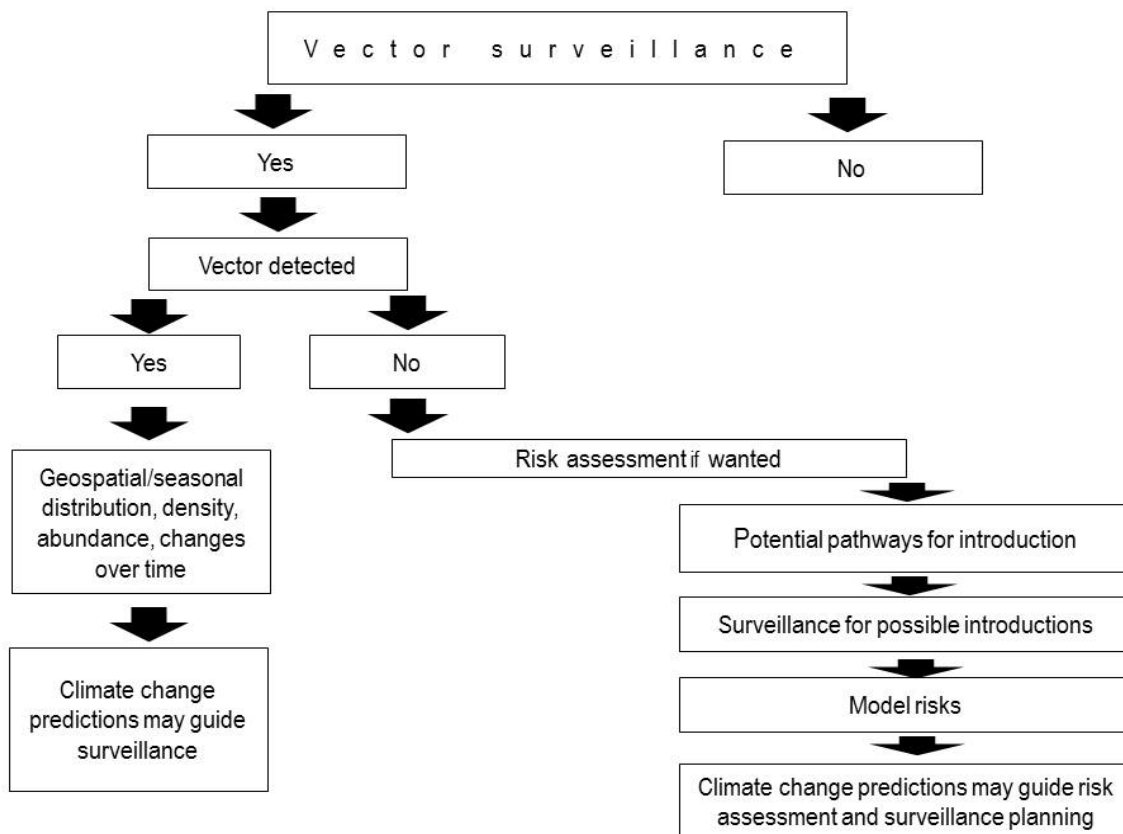 Vector surveillance
Yes
No
Vector detected
Yes
No
Geospatial/seasonal
distribution, density,
abundance, changes
over time
Risk assessment if wanted
Potential pathways for introduction
Surveillance for possible introductions
Climate change
predictions may guide
surveillance
Model risks
Climate change predictions may guide risk
assessment and surveillance planning